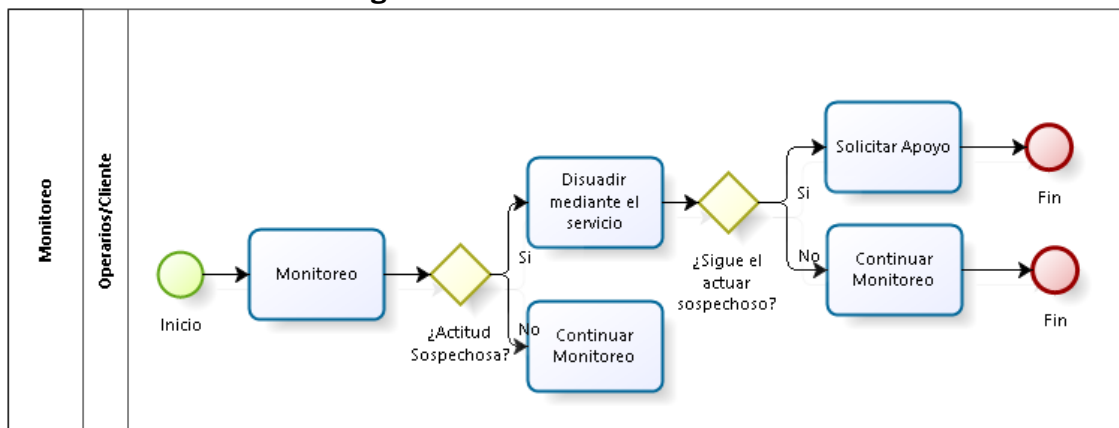 g
Monitoreo
Operarios/Cliente
Inicio
Monitoreo
¿Actitud
Sospechosa?
Si
No
Disuadir
mediante el
servicio
Continuar
Monitoreo
¿Sigue el
actuar
sospechoso?
Si
No
Solicitar Apoyo
Continuar
Monitoreo
Fin
Fin